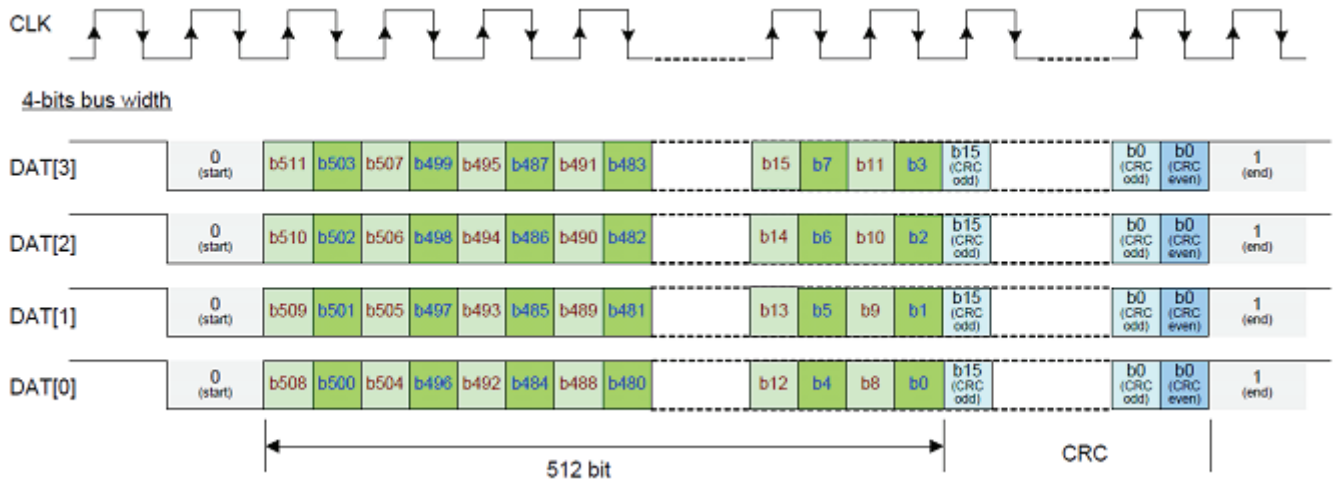 CLK
4-bits bus width
DAT[3] 0 (start) b511 b503 b507 b499 b495 b487 b491 b483 b15 b7 b11 b3 b15 (CRC odd) b0 (CRC odd) b0 (CRC even) 1 (end)
DAT[2] 0 (start) b510 b502 b506 b498 b494 b486 b490 b482 b14 b6 b10 b2 b15 (CRC odd) b0 (CRC odd) b0 (CRC even) 1 (end)
DAT[1] 0 (start) b509 b501 b505 b497 b493 b485 b489 b481 b13 b5 b9 b1 b15 (CRC odd) b0 (CRC odd) b0 (CRC even) 1 (end)
DAT[0] 0 (start) b508 b500 b504 b496 b492 b484 b488 b480 b12 b4 b8 b0 b15 (CRC odd) b0 (CRC odd) b0 (CRC even) 1 (end)
512 bit CRC